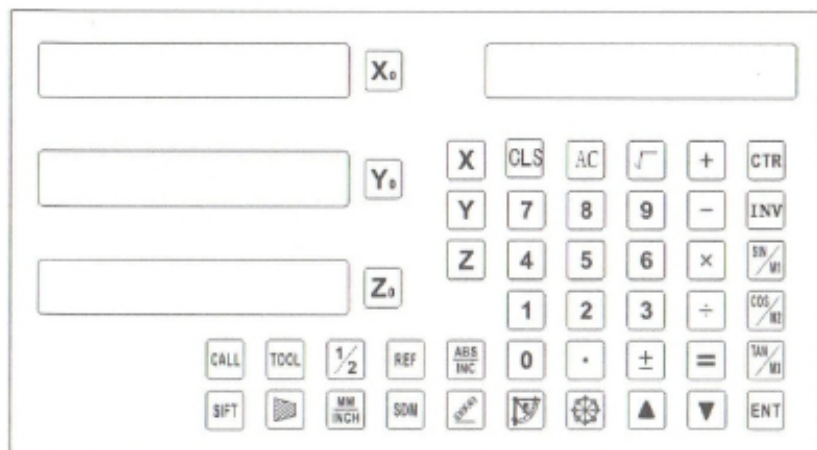 X₀
Y₀
Z₀
X CLS AC √ + CTR
Y 7 8 9 − INV
Z 4 5 6 × SIN/M1
1 2 3 ÷ COS/M2
CALL TOOL 1/2 REF ABS/INC 0 . ± = TAN/M3
SIFT MM/INCH SDM ▲ ▼ ENT